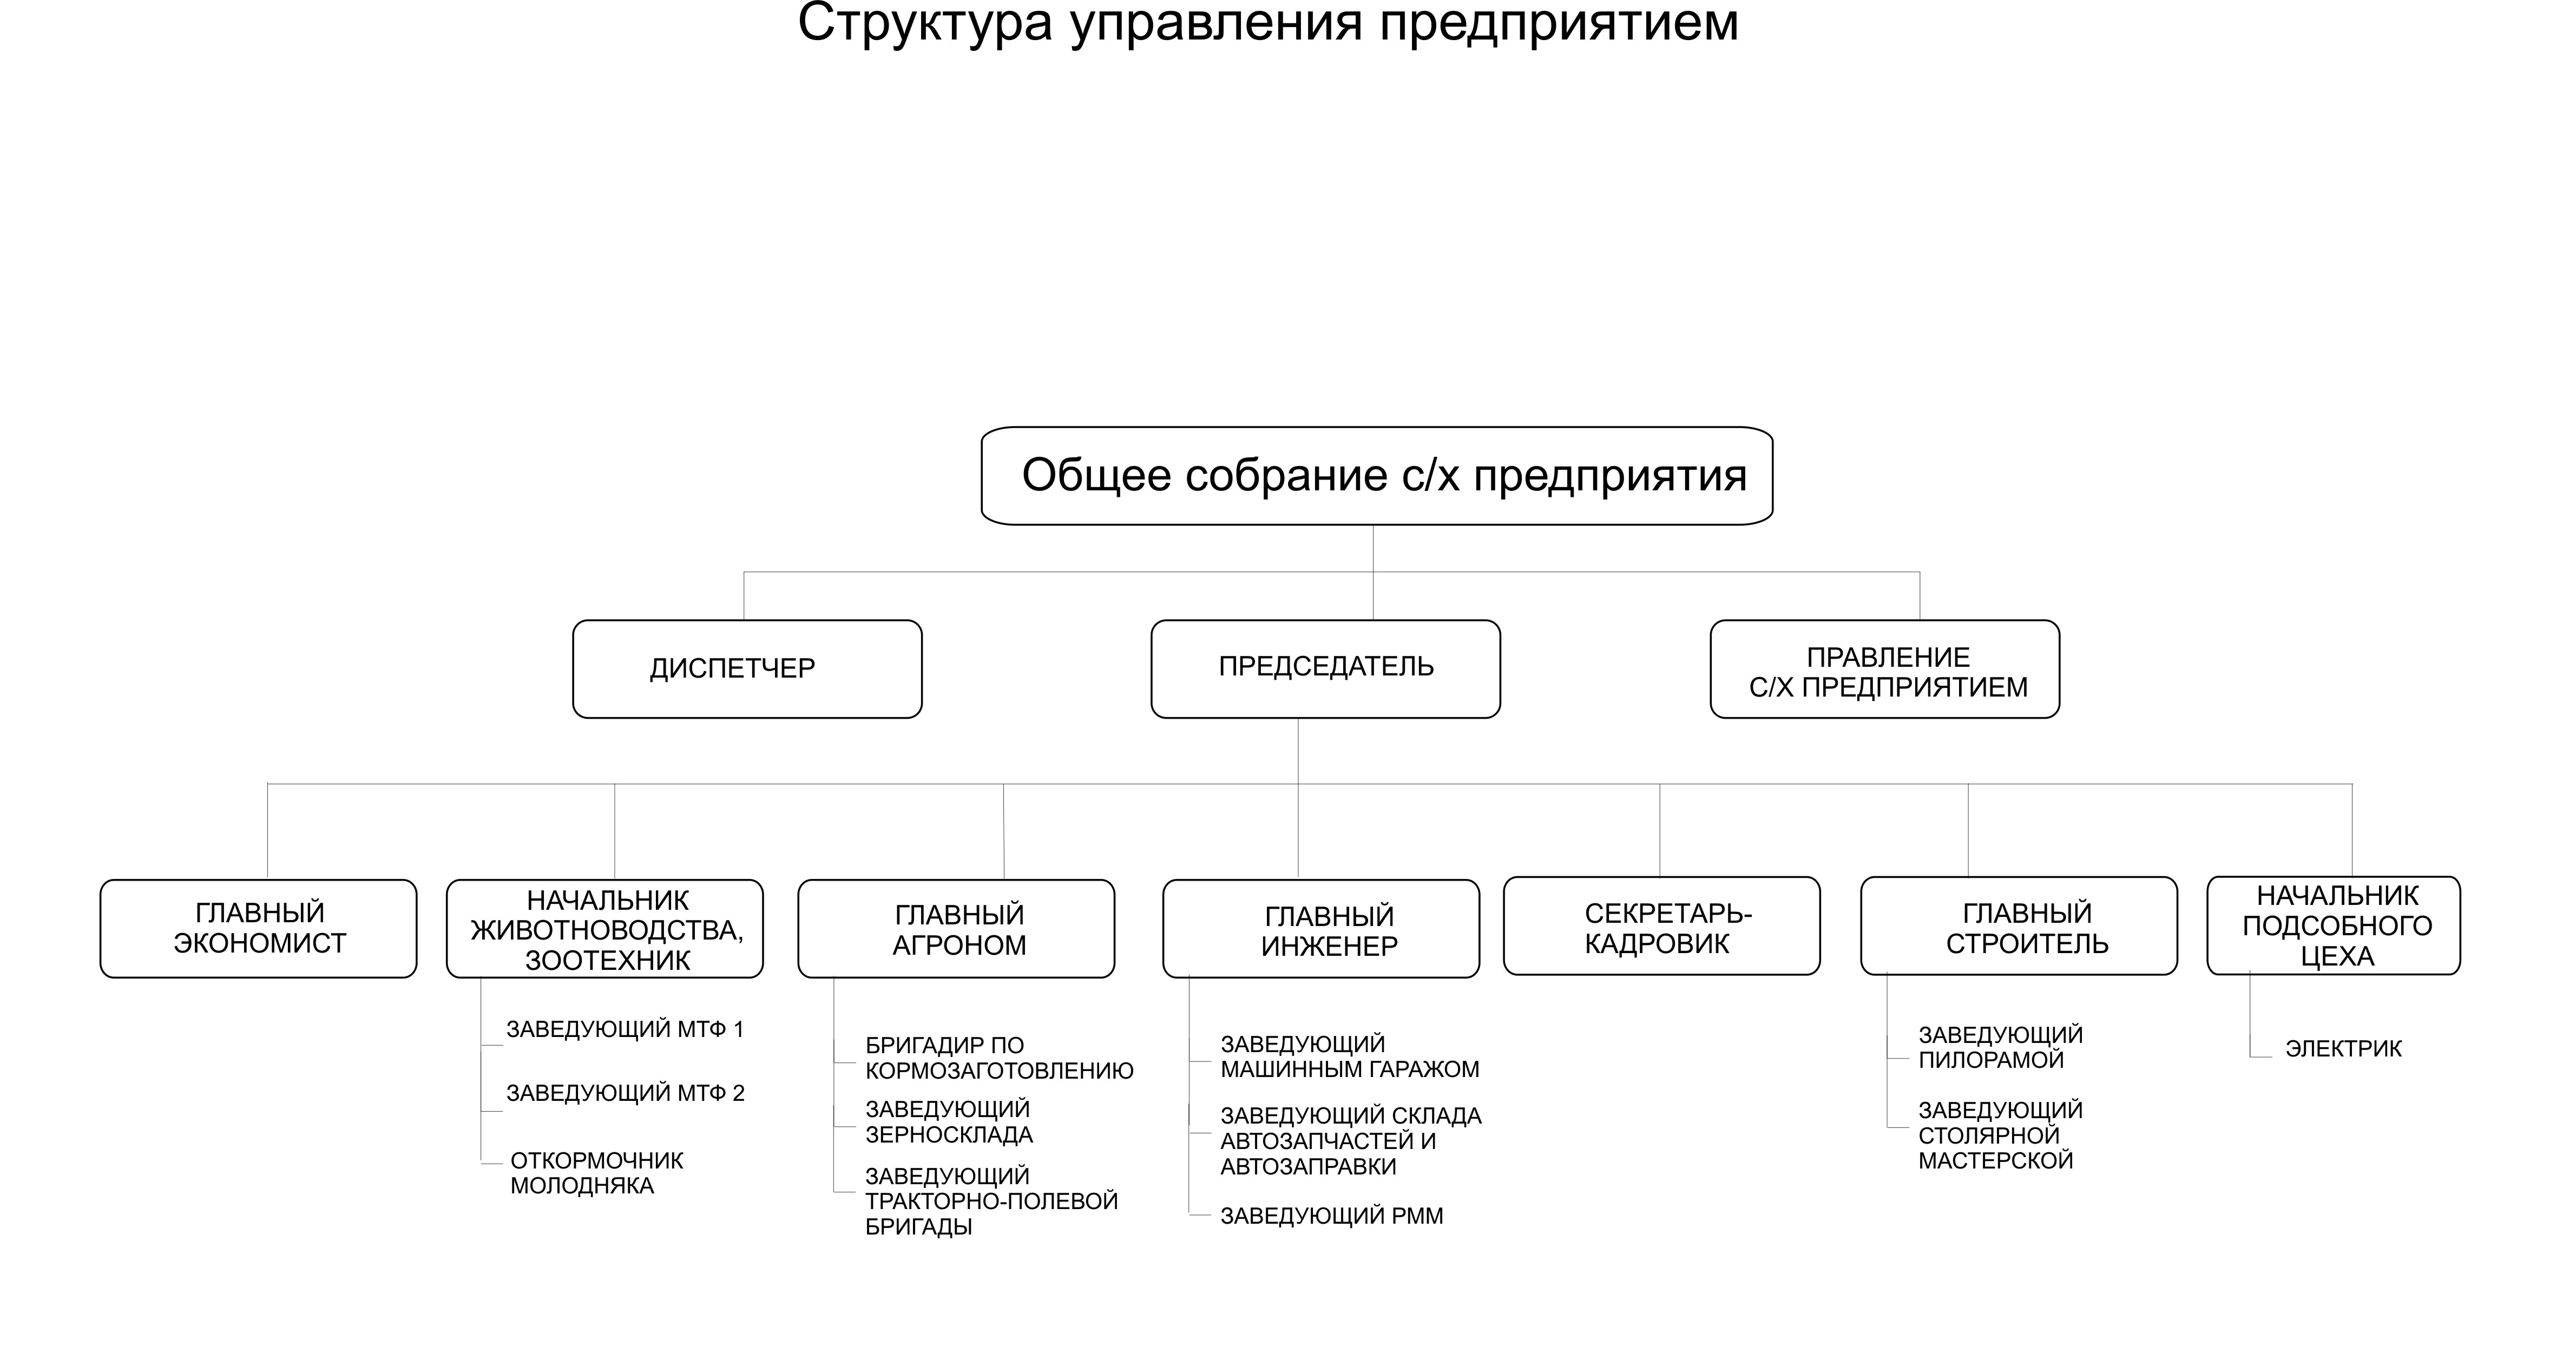 Структура управления предприятием
Общее собрание с/х предприятия
ДИСПЕТЧЕР
ПРЕДСЕДАТЕЛЬ
ПРАВЛЕНИЕ
С/Х ПРЕДПРИЯТИЕМ
ГЛАВНЫЙ
ЭКОНОМИСТ
НАЧАЛЬНИК
ЖИВОТНОВОДСТВА,
ЗООТЕХНИК
ГЛАВНЫЙ
АГРОНОМ
ГЛАВНЫЙ
ИНЖЕНЕР
СЕКРЕТАРЬ-
КАДРОВИК
ГЛАВНЫЙ
СТРОИТЕЛЬ
НАЧАЛЬНИК
ПОДСОБНОГО
ЦЕХА
ЗАВЕДУЮЩИЙ МТФ 1
ЗАВЕДУЮЩИЙ МТФ 2
ОТКОРМОЧНИК
МОЛОДНЯКА
БРИГАДИР ПО
КОРМОЗАГОТОВЛЕНИЮ
ЗАВЕДУЮЩИЙ
ЗЕРНОСКЛАДА
ЗАВЕДУЮЩИЙ
ТРАКТОРНО-ПОЛЕВОЙ
БРИГАДЫ
ЗАВЕДУЮЩИЙ
МАШИННЫМ ГАРАЖОМ
ЗАВЕДУЮЩИЙ СКЛАДА
АВТОЗАПЧАСТЕЙ И
АВТОЗАПРАВКИ
ЗАВЕДУЮЩИЙ РММ
ЗАВЕДУЮЩИЙ
ПИЛОРАМОЙ
ЗАВЕДУЮЩИЙ
СТОЛЯРНОЙ
МАСТЕРСКОЙ
ЭЛЕКТРИК